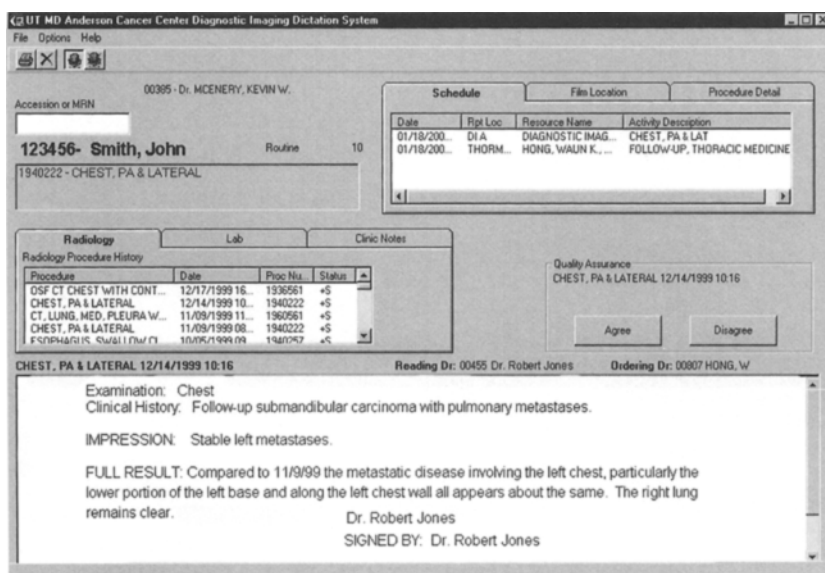 UT MD Anderson Cancer Center Diagnostic Imaging Dictation System
File Options Help
00385 - Dr. MCENERY, KEVIN W.
Accession or MRN
123456- Smith, John Routine 10
1940222 - CHEST, PA & LATERAL
Schedule Film Location Procedure Detail
Date Rpt Loc Resource Name Activity Description
01/18/200... DI A DIAGNOSTIC IMAG... CHEST, PA & LAT
01/18/200... THORM... HONG, WAUN K., ... FOLLOW-UP, THORACIC MEDICINE
Radiology Lab Clinic Notes
Radiology Procedure History
Procedure Date Proc Nu... Status
OSF CT CHEST WITH CONT... 12/17/1999 16... 1936561 +S
CHEST, PA & LATERAL 12/14/1999 10... 1940222 +S
CT, LUNG, MED, PLEURA W... 11/09/1999 11... 1960561 +S
CHEST, PA & LATERAL 11/09/1999 08... 1940222 +S
ESOPHAGUS, SWALLOW CI... 10/05/1999 09... 1940257 +S
Quality Assurance
CHEST, PA & LATERAL 12/14/1999 10:16
Agree Disagree
CHEST, PA & LATERAL 12/14/1999 10:16 Reading Dr: 00455 Dr. Robert Jones Ordering Dr: 00807 HONG, W
Examination: Chest
Clinical History: Follow-up submandibular carcinoma with pulmonary metastases.
IMPRESSION: Stable left metastases.
FULL RESULT: Compared to 11/9/99 the metastatic disease involving the left chest, particularly the
lower portion of the left base and along the left chest wall all appears about the same. The right lung
remains clear.
Dr. Robert Jones
SIGNED BY: Dr. Robert Jones